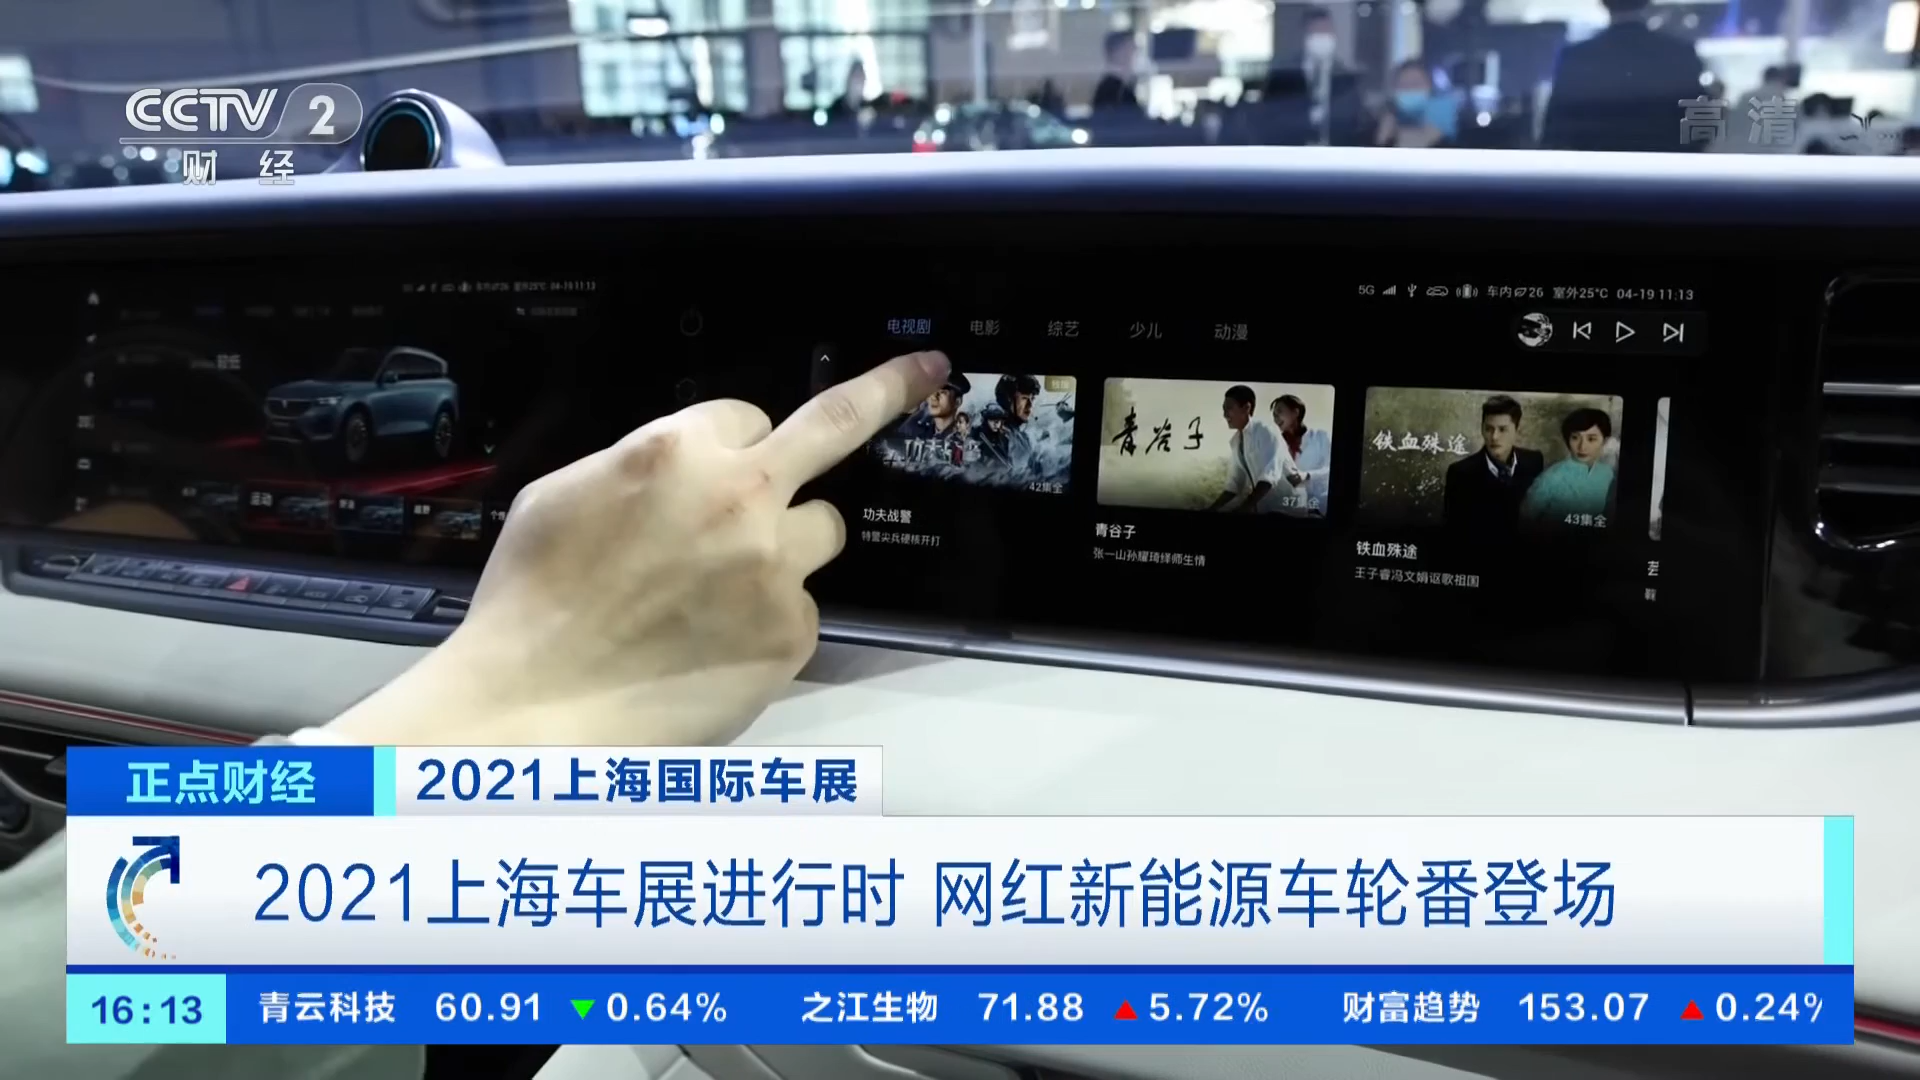 CCTV 2
财 经
高 清
5G 车内 26 室外25°C 04-19 11:13
电视剧 电影 综艺 少儿 动漫
功夫战警
特警尖兵硬核开打
42集全
青谷子
37集全
青谷子
张一山孙耀琦绎师生情
铁血殊途
43集全
铁血殊途
王子睿冯文娟讴歌祖国
运动
正点财经
2021上海国际车展
2021上海车展进行时 网红新能源车轮番登场
16:13
青云科技 60.91 ▼ 0.64% 之江生物 71.88 ▲ 5.72% 财富趋势 153.07 ▲ 0.24%